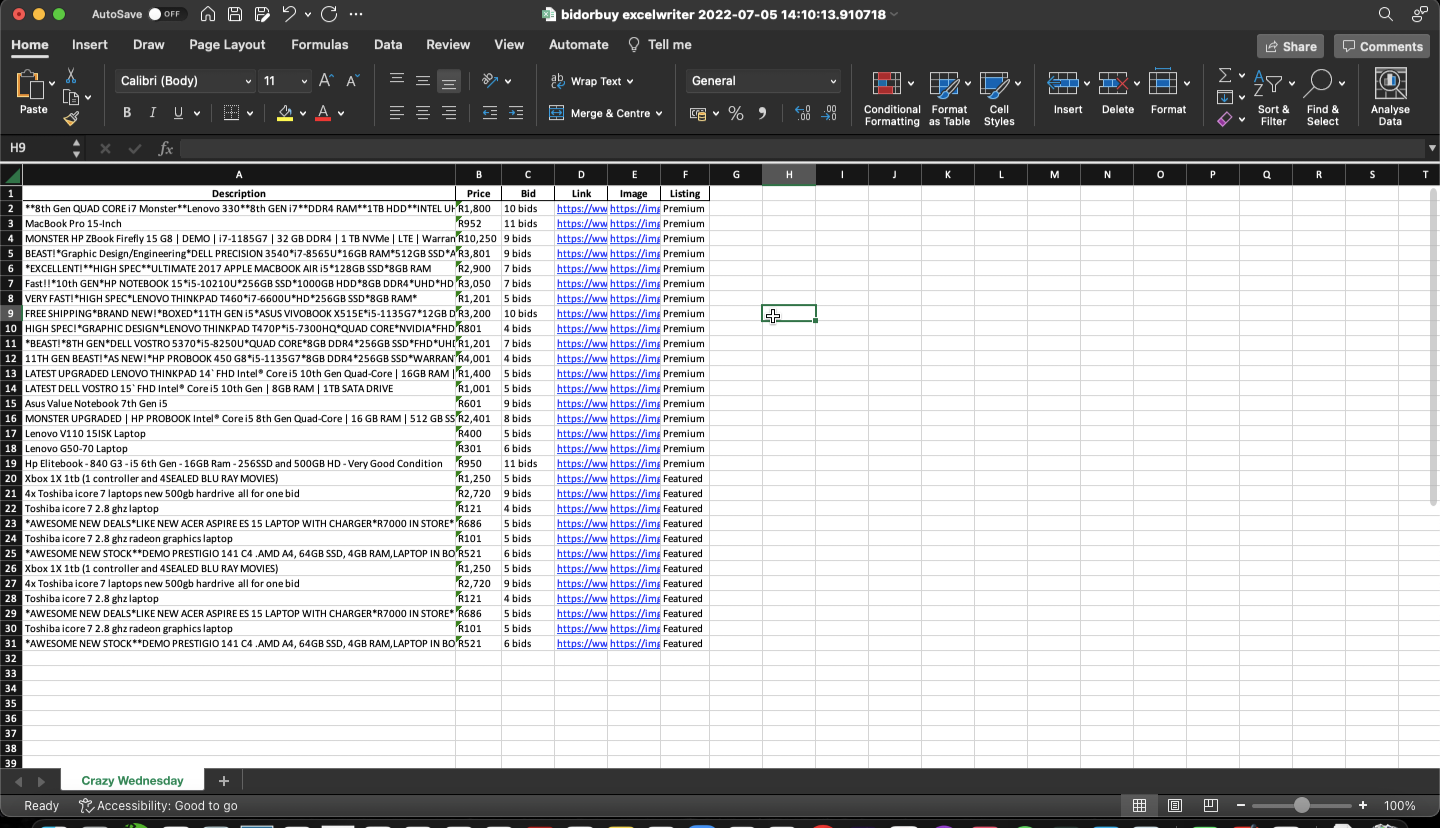 AutoSave OFF bidorbuy excelwriter 2022-07-05 14:10:13.910718
Home Insert Draw Page Layout Formulas Data Review View Automate Tell me Share Comments
Paste Calibri (Body) 11 Wrap Text General
B I U Merge & Centre % Conditional Formatting Format as Table Cell Styles Insert Delete Format Sort & Filter Find & Select Analyse Data
H9 fx
A B C D E F G H I J K L M N O P Q R S T
1 Description Price Bid Link Image Listing
2 **8th Gen QUAD CORE i7 Monster**Lenovo 330**8th GEN i7**DDR4 RAM**1TB HDD**INTEL UH R1,800 10 bids https://ww https://img Premium
3 MacBook Pro 15-Inch R952 11 bids https://ww https://img Premium
4 MONSTER HP ZBook Firefly 15 G8 | DEMO | i7-1185G7 | 32 GB DDR4 | 1 TB NVMe | LTE | Warran R10,250 9 bids https://ww https://img Premium
5 BEAST!*Graphic Design/Engineering*DELL PRECISION 3540*i7-8565U*16GB RAM*512GB SSD*A R3,801 9 bids https://ww https://img Premium
6 *EXCELLENT!**HIGH SPEC**ULTIMATE 2017 APPLE MACBOOK AIR i5*128GB SSD*8GB RAM R2,900 7 bids https://ww https://img Premium
7 Fast!!*10th GEN*HP NOTEBOOK 15*i5-10210U*256GB SSD*1000GB HDD*8GB DDR4*UHD*HD R3,050 7 bids https://ww https://img Premium
8 VERY FAST!*HIGH SPEC*LENOVO THINKPAD T460*i7-6600U*HD*256GB SSD*8GB RAM* R1,201 5 bids https://ww https://img Premium
9 FREE SHIPPING*BRAND NEW!*BOXED*11TH GEN i5*ASUS VIVOBOOK X515E*i5-1135G7*12GB D R3,200 10 bids https://ww https://img Premium
10 HIGH SPEC!*GRAPHIC DESIGN*LENOVO THINKPAD T470P*i5-7300HQ*QUAD CORE*NVIDIA*FHD R801 4 bids https://ww https://img Premium
11 *BEAST!*8TH GEN*DELL VOSTRO 5370*i5-8250U*QUAD CORE*8GB DDR4*256GB SSD*FHD*UHD R1,201 7 bids https://ww https://img Premium
12 11TH GEN BEAST!*AS NEW!*HP PROBOOK 450 G8*i5-1135G7*8GB DDR4*256GB SSD*WARRAN R4,001 4 bids https://ww https://img Premium
13 LATEST UPGRADED LENOVO THINKPAD 14` FHD Intel® Core i5 10th Gen Quad-Core | 16GB RAM | R1,400 5 bids https://ww https://img Premium
14 LATEST DELL VOSTRO 15` FHD Intel® Core i5 10th Gen | 8GB RAM | 1TB SATA DRIVE R1,001 5 bids https://ww https://img Premium
15 Asus Value Notebook 7th Gen i5 R601 9 bids https://ww https://img Premium
16 MONSTER UPGRADED | HP PROBOOK Intel® Core i5 8th Gen Quad-Core | 16 GB RAM | 512 GB SS R2,401 8 bids https://ww https://img Premium
17 Lenovo V110 15ISK Laptop R400 5 bids https://ww https://img Premium
18 Lenovo G50-70 Laptop R301 6 bids https://ww https://img Premium
19 Hp Elitebook - 840 G3 - i5 6th Gen - 16GB Ram - 256SSD and 500GB HD - Very Good Condition R950 11 bids https://ww https://img Premium
20 Xbox 1X 1tb (1 controller and 4SEALED BLU RAY MOVIES) R1,250 5 bids https://ww https://img Featured
21 4x Toshiba icore 7 laptops new 500gb hardrive all for one bid R2,720 9 bids https://ww https://img Featured
22 Toshiba icore 7 2.8 ghz laptop R121 4 bids https://ww https://img Featured
23 *AWESOME NEW DEALS*LIKE NEW ACER ASPIRE ES 15 LAPTOP WITH CHARGER*R7000 IN STORE* R686 5 bids https://ww https://img Featured
24 Toshiba icore 7 2.8 ghz radeon graphics laptop R101 5 bids https://ww https://img Featured
25 *AWESOME NEW STOCK**DEMO PRESTIGIO 141 C4 .AMD A4, 64GB SSD, 4GB RAM,LAPTOP IN BO R521 6 bids https://ww https://img Featured
26 Xbox 1X 1tb (1 controller and 4SEALED BLU RAY MOVIES) R1,250 5 bids https://ww https://img Featured
27 4x Toshiba icore 7 laptops new 500gb hardrive all for one bid R2,720 9 bids https://ww https://img Featured
28 Toshiba icore 7 2.8 ghz laptop R121 4 bids https://ww https://img Featured
29 *AWESOME NEW DEALS*LIKE NEW ACER ASPIRE ES 15 LAPTOP WITH CHARGER*R7000 IN STORE* R686 5 bids https://ww https://img Featured
30 Toshiba icore 7 2.8 ghz radeon graphics laptop R101 5 bids https://ww https://img Featured
31 *AWESOME NEW STOCK**DEMO PRESTIGIO 141 C4 .AMD A4, 64GB SSD, 4GB RAM,LAPTOP IN BO R521 6 bids https://ww https://img Featured
32
33
34
35
36
37
38
39
Crazy Wednesday +
Ready Accessibility: Good to go 100%